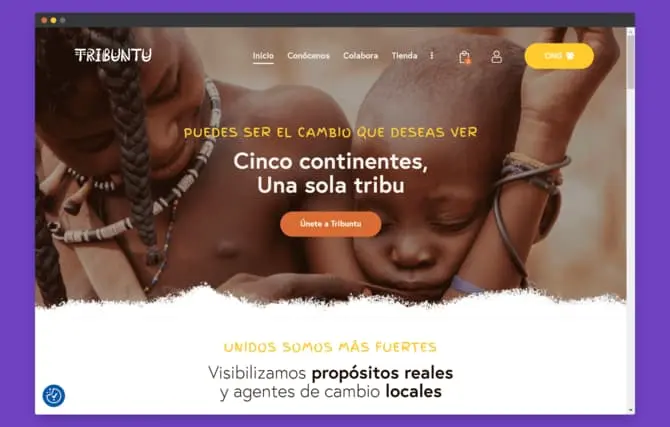 TRIBUNTU
Inicio Conócenos Colabora Tienda
ONG
PUEDES SER EL CAMBIO QUE DESEAS VER
Cinco continentes,
Una sola tribu
Únete a Tribuntu
UNIDOS SOMOS MÁS FUERTES
Visibilizamos propósitos reales
y agentes de cambio locales